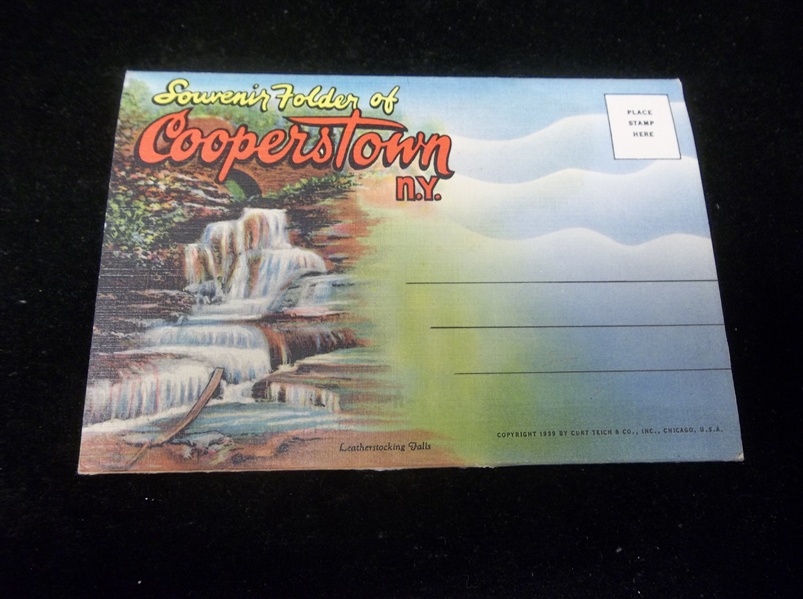 Souvenir Folder of
Cooperstown
N.Y.
PLACE
STAMP
HERE
COPYRIGHT 1939 BY CURT TEICH & CO., INC., CHICAGO, U.S.A.
Leatherstocking Falls